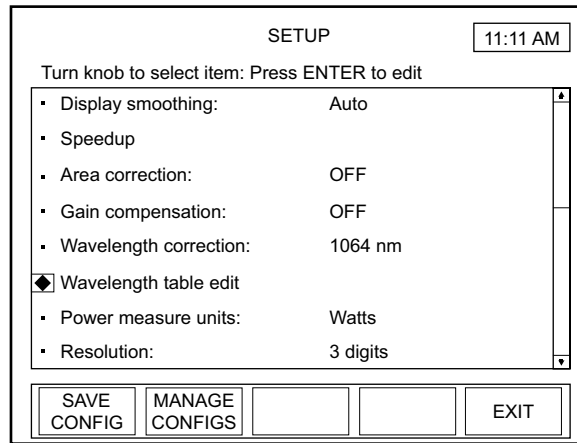 SETUP
11:11 AM
Turn knob to select item: Press ENTER to edit
Display smoothing: Auto
Speedup
Area correction: OFF
Gain compensation: OFF
Wavelength correction: 1064 nm
Wavelength table edit
Power measure units: Watts
Resolution: 3 digits
SAVE
CONFIG
MANAGE
CONFIGS
EXIT